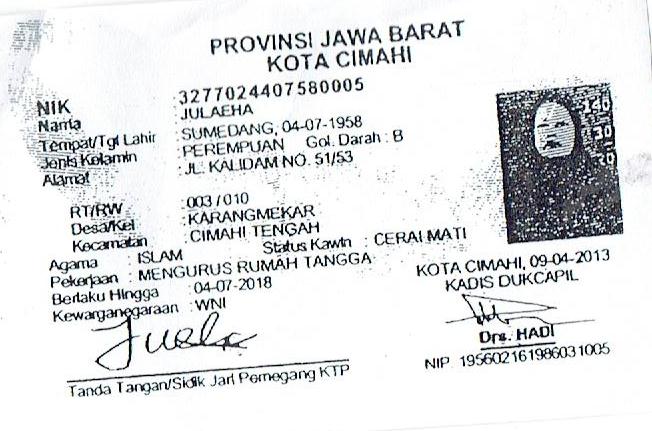 PROVINSI JAWA BARAT
KOTA CIMAHI
NIK : 3277024407580005
Nama : JULAEHA
Tempat/Tgl Lahir : SUMEDANG, 04-07-1958
Jenis Kelamin : PEREMPUAN Gol. Darah : B
Alamat : JL. KALIDAM NO. 51/53
RT/RW : 003 / 010
Desa/Kel : KARANGMEKAR
Kecamatan : CIMAHI TENGAH
Agama : ISLAM Status Kawin : CERAI MATI
Pekerjaan : MENGURUS RUMAH TANGGA
Berlaku Hingga : 04-07-2018
Kewarganegaraan : WNI
KOTA CIMAHI, 09-04-2013
KADIS DUKCAPIL
Drs. HADI
NIP. 195602161986031005
Tanda Tangan/Sidik Jari Pemegang KTP
140
130